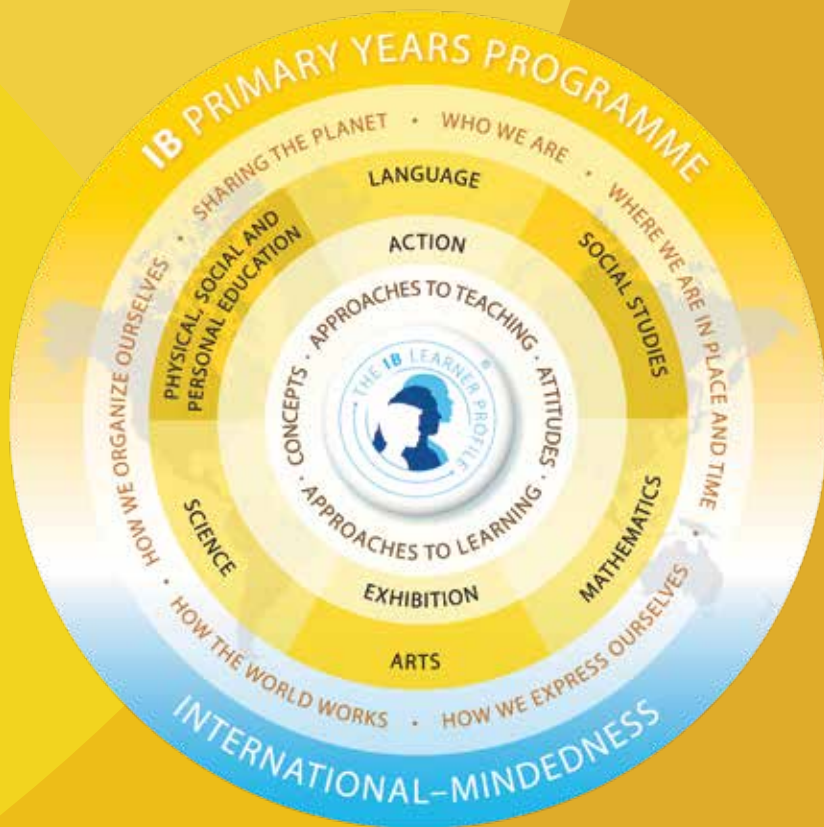 IB PRIMARY YEARS PROGRAMME
SHARING THE PLANET • WHO WE ARE • WHERE WE ARE IN PLACE AND TIME • HOW WE EXPRESS OURSELVES • HOW THE WORLD WORKS • HOW WE ORGANIZE OURSELVES •
LANGUAGE
SOCIAL STUDIES
MATHEMATICS
ARTS
SCIENCE
PHYSICAL, SOCIAL AND
PERSONAL EDUCATION
ACTION
EXHIBITION
APPROACHES TO TEACHING • ATTITUDES • APPROACHES TO LEARNING • CONCEPTS •
THE IB LEARNER PROFILE ®
INTERNATIONAL–MINDEDNESS